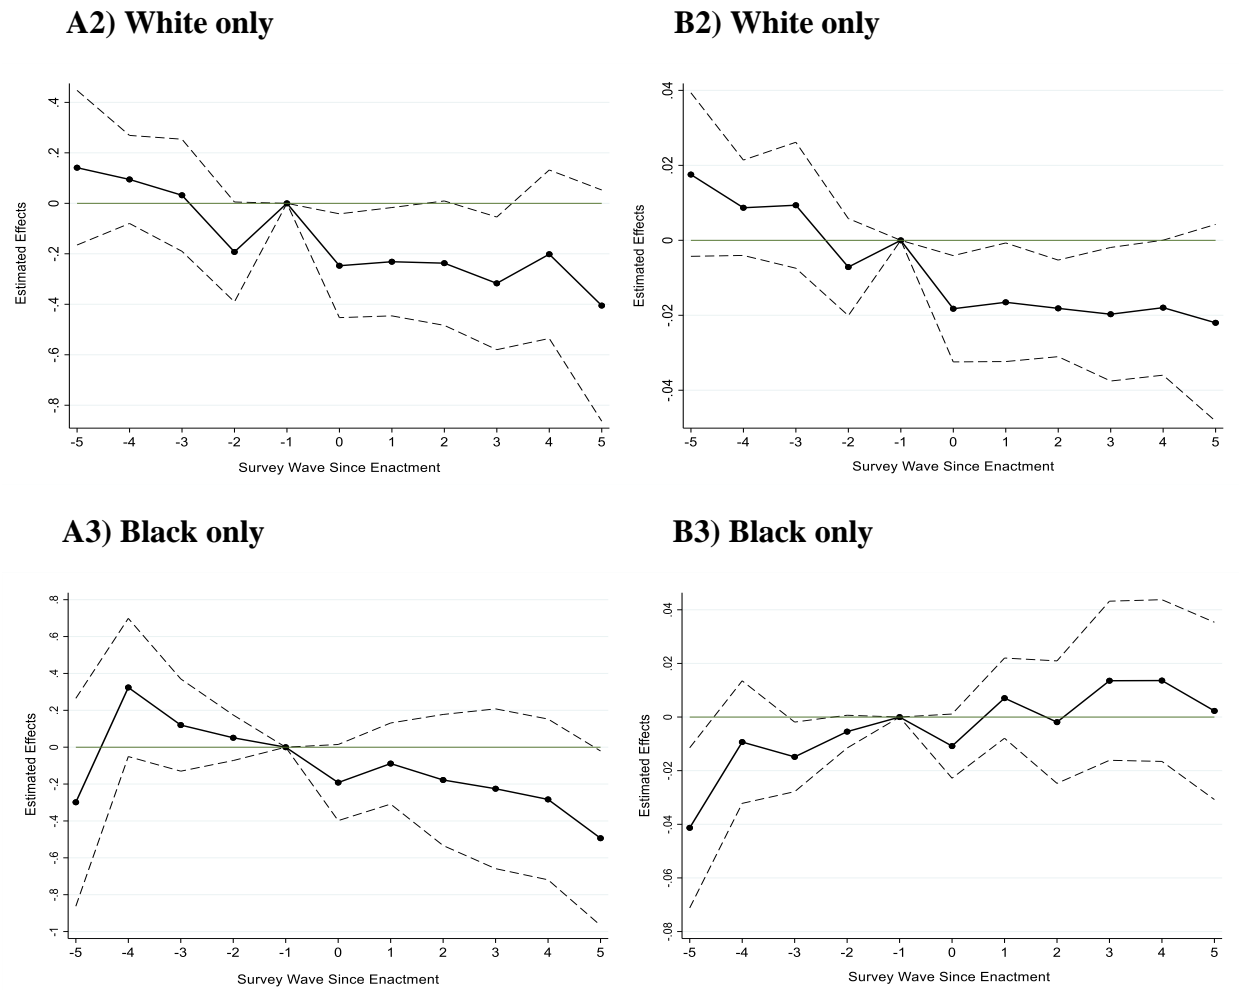 A2) White only
B2) White only
Estimated Effects
.4
.2
0
-.2
-.4
-.6
-.8
-5 -4 -3 -2 -1 0 1 2 3 4 5
Survey Wave Since Enactment
Estimated Effects
.04
.02
0
-.02
-.04
-5 -4 -3 -2 -1 0 1 2 3 4 5
Survey Wave Since Enactment
A3) Black only
B3) Black only
Estimated Effects
.8
.6
.4
.2
0
-.2
-.4
-.6
-.8
-1
-5 -4 -3 -2 -1 0 1 2 3 4 5
Survey Wave Since Enactment
Estimated Effects
.04
.02
0
-.02
-.04
-.06
-.08
-5 -4 -3 -2 -1 0 1 2 3 4 5
Survey Wave Since Enactment